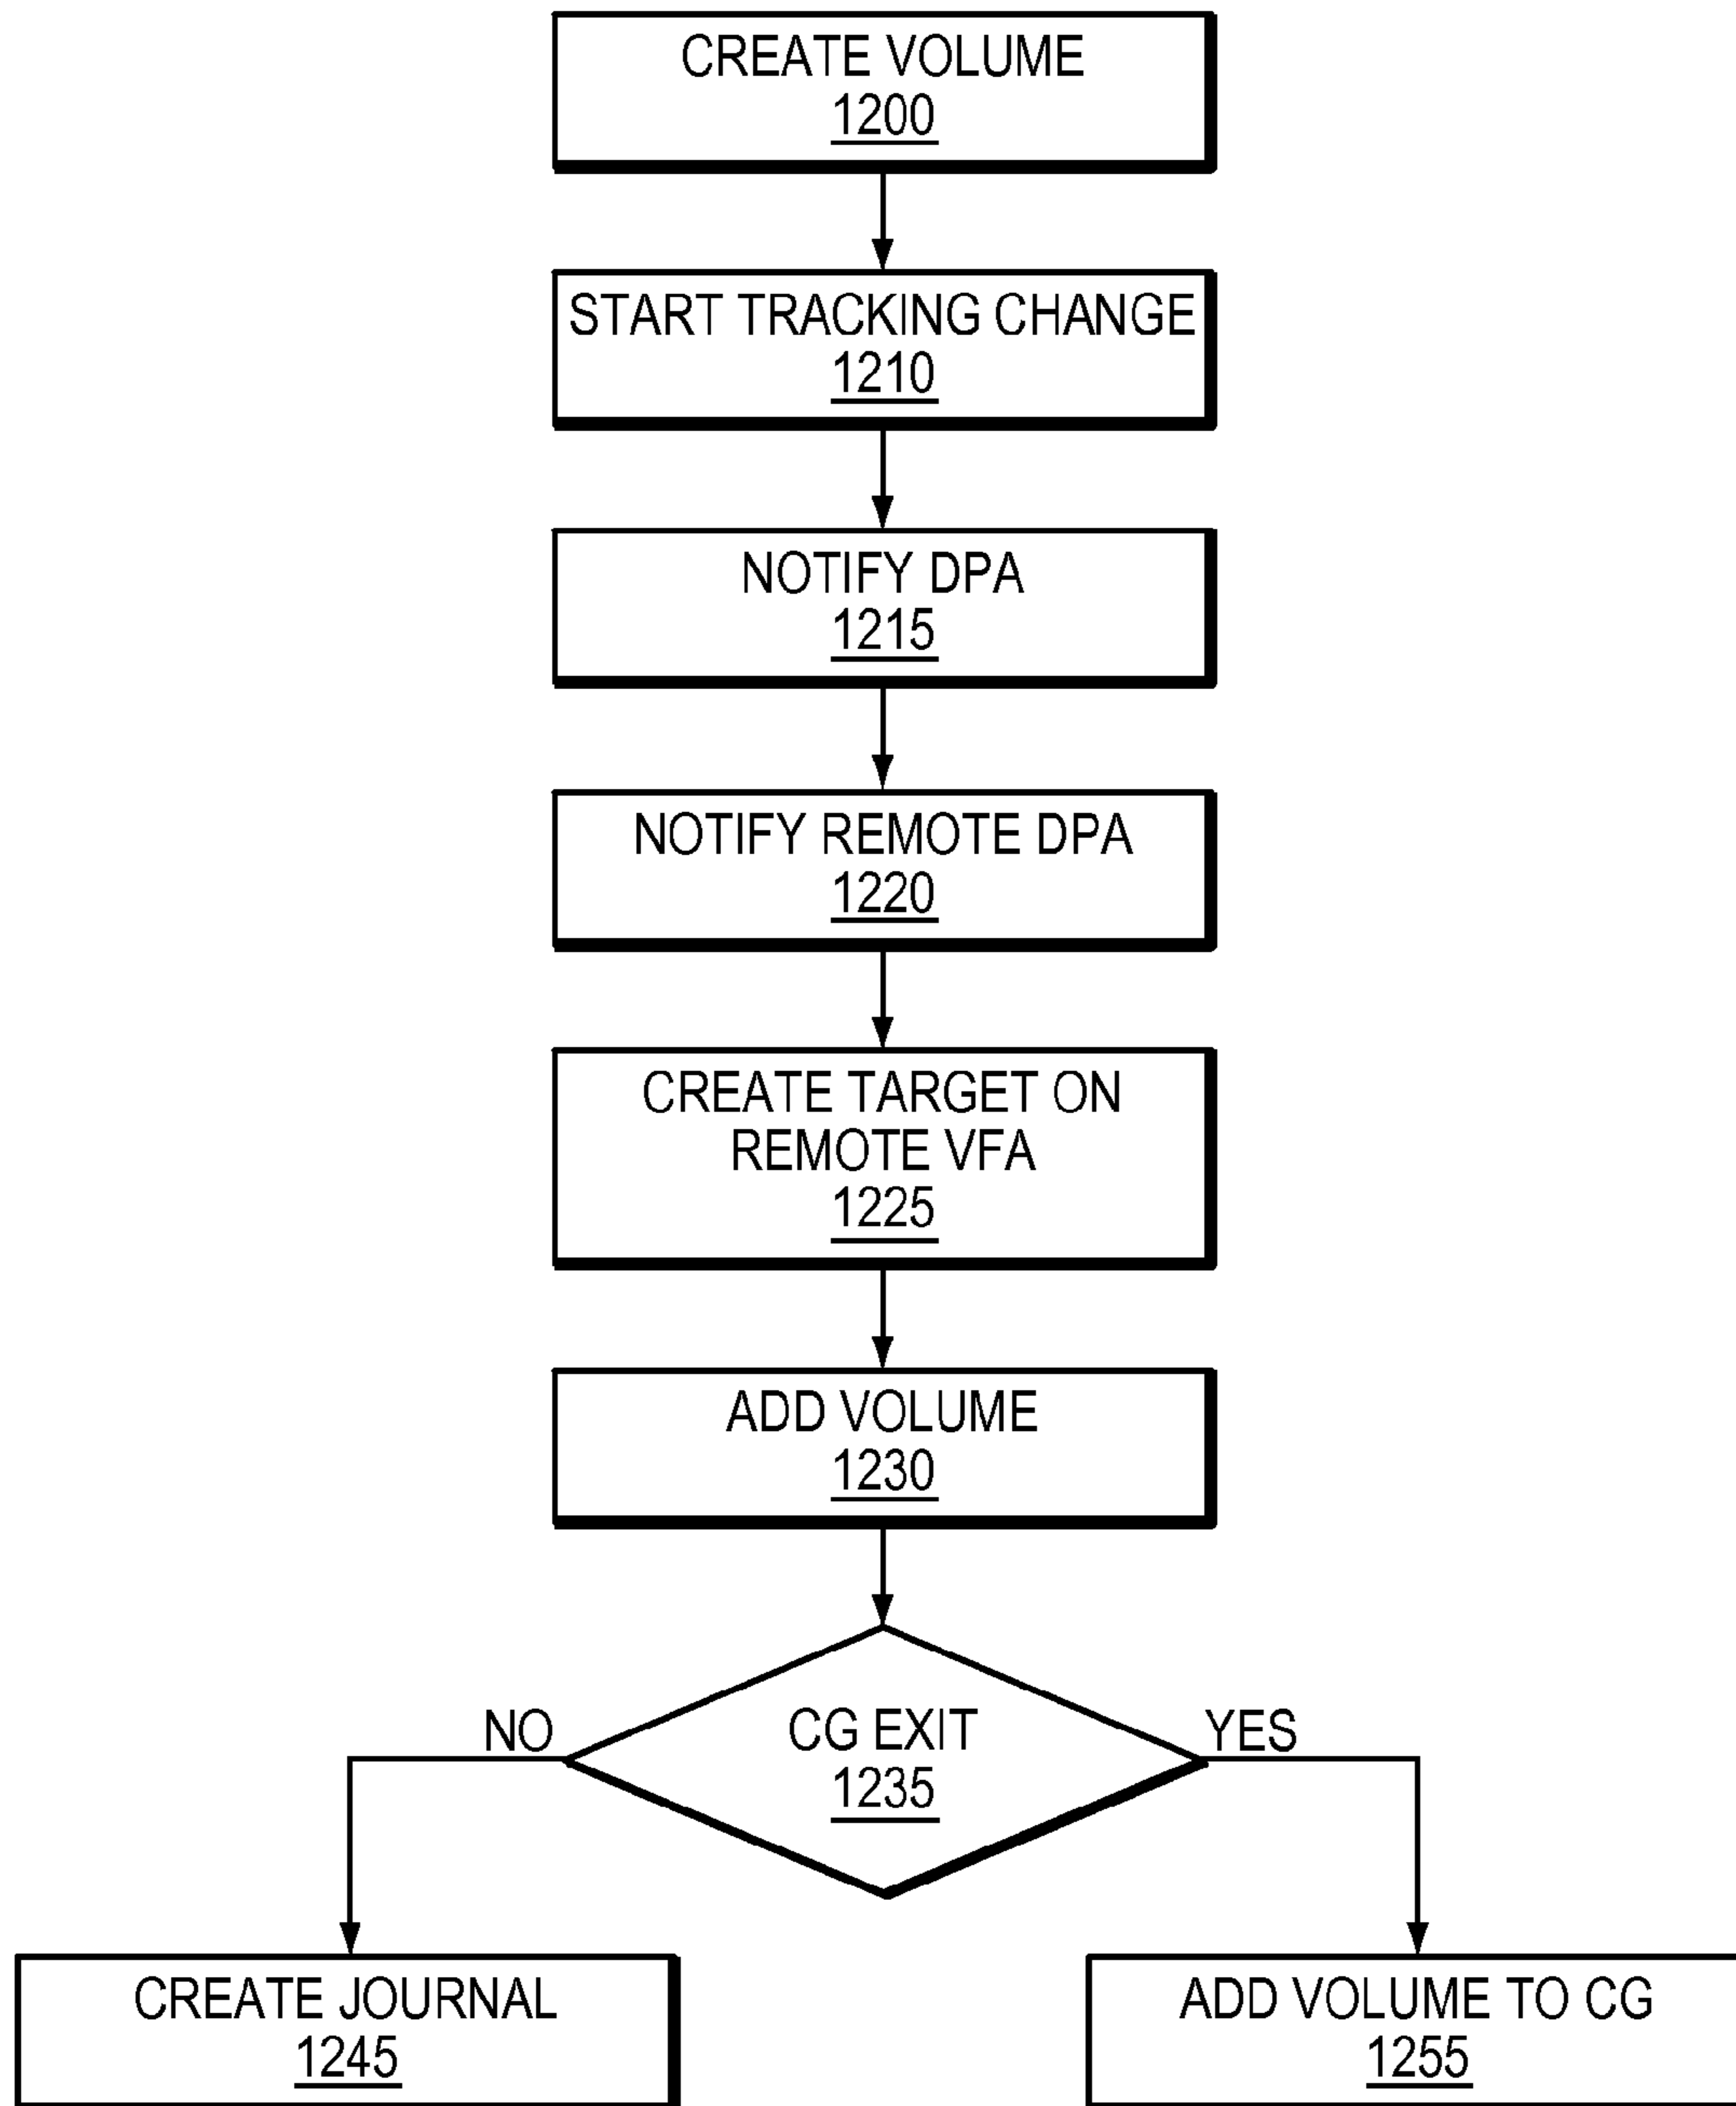 CREATE VOLUME
1200
START TRACKING CHANGE
1210
NOTIFY DPA
1215
NOTIFY REMOTE DPA
1220
CREATE TARGET ON
REMOTE VFA
1225
ADD VOLUME
1230
CG EXIT
1235
NO
YES
CREATE JOURNAL
1245
ADD VOLUME TO CG
1255